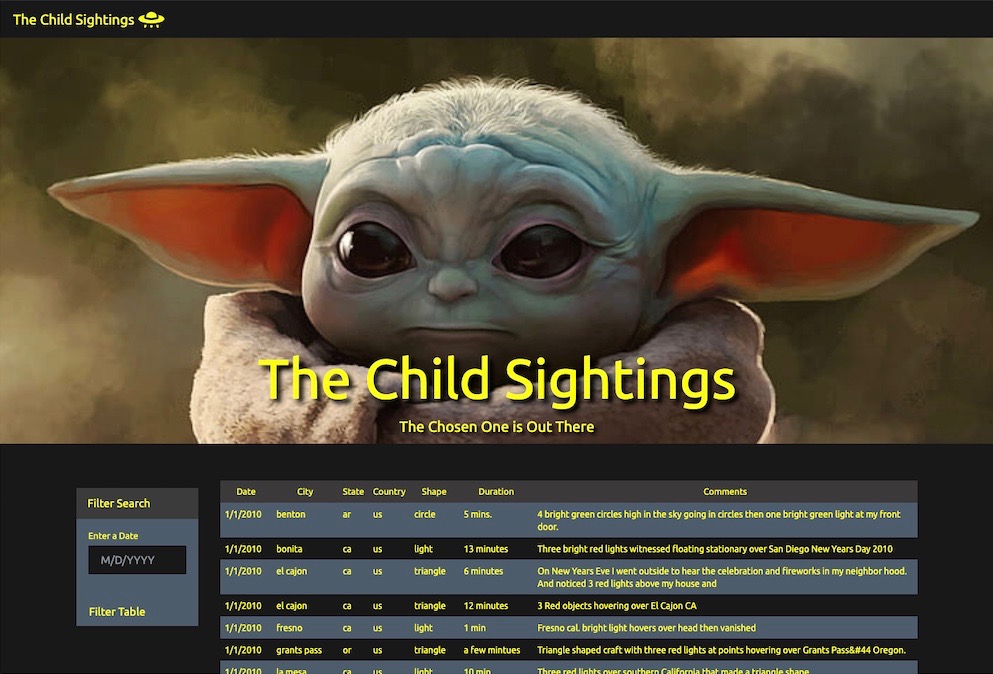 The Child Sightings
The Child Sightings
The Chosen One is Out There
Filter Search
Enter a Date
M/D/YYYY
Filter Table
Date City State Country Shape Duration Comments
1/1/2010 benton ar us circle 5 mins. 4 bright green circles high in the sky going in circles then one bright green light at my front
door.
1/1/2010 bonita ca us light 13 minutes Three bright red lights witnessed floating stationary over San Diego New Years Day 2010
1/1/2010 el cajon ca us triangle 6 minutes On New Years Eve I went outside to hear the celebration and fireworks in my neighbor hood.
And noticed 3 red lights above my house and
1/1/2010 el cajon ca us triangle 12 minutes 3 Red objects hovering over El Cajon CA
1/1/2010 fresno ca us light 1 min Fresno cal. bright light hovers over head then vanished
1/1/2010 grants pass or us triangle a few mintues Triangle shaped craft with three red lights at points hovering over Grants Pass&#44 Oregon.
1/1/2010 la mesa ca us light 10 min Three red lights over southern California that made a triangle shape